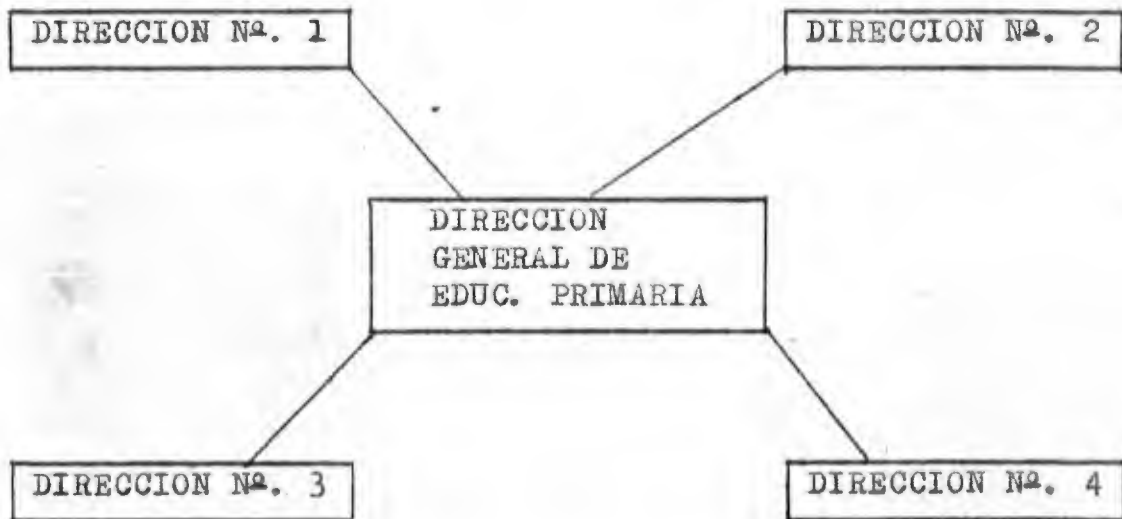 DIRECCION Nº. 1
DIRECCION Nº. 2
DIRECCION
GENERAL DE
EDUC. PRIMARIA
DIRECCION Nº. 3
DIRECCION Nº. 4